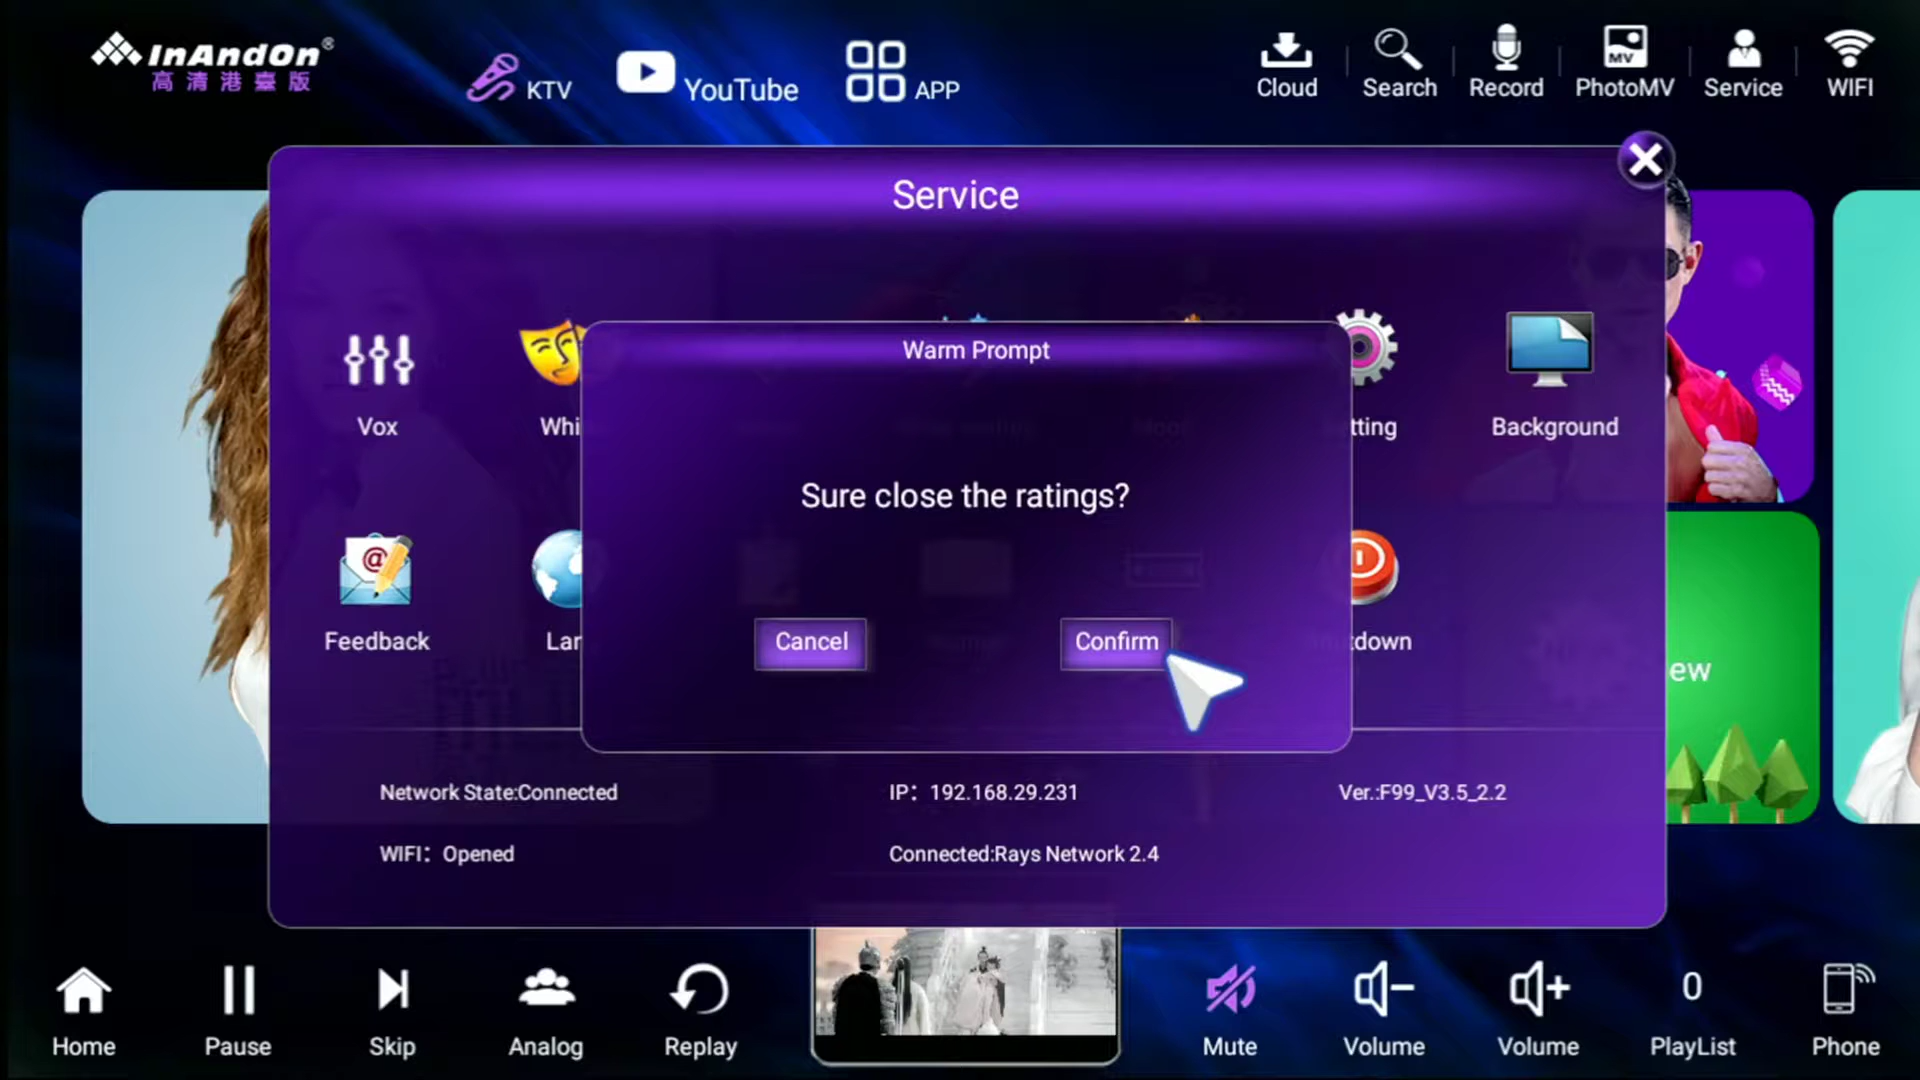 InAndOn®
高清港臺版
KTV
YouTube
APP
Cloud
Search
Record
MV
PhotoMV
Service
WIFI
Service
Warm Prompt
Vox
Whi
tting
Background
Sure close the ratings?
@
Feedback
Lan
Cancel
Confirm
tdown
ew
Network State:Connected
IP: 192.168.29.231
Ver.:F99_V3.5_2.2
WIFI: Opened
Connected:Rays Network 2.4
0
Home
Pause
Skip
Analog
Replay
Mute
Volume
Volume
PlayList
Phone